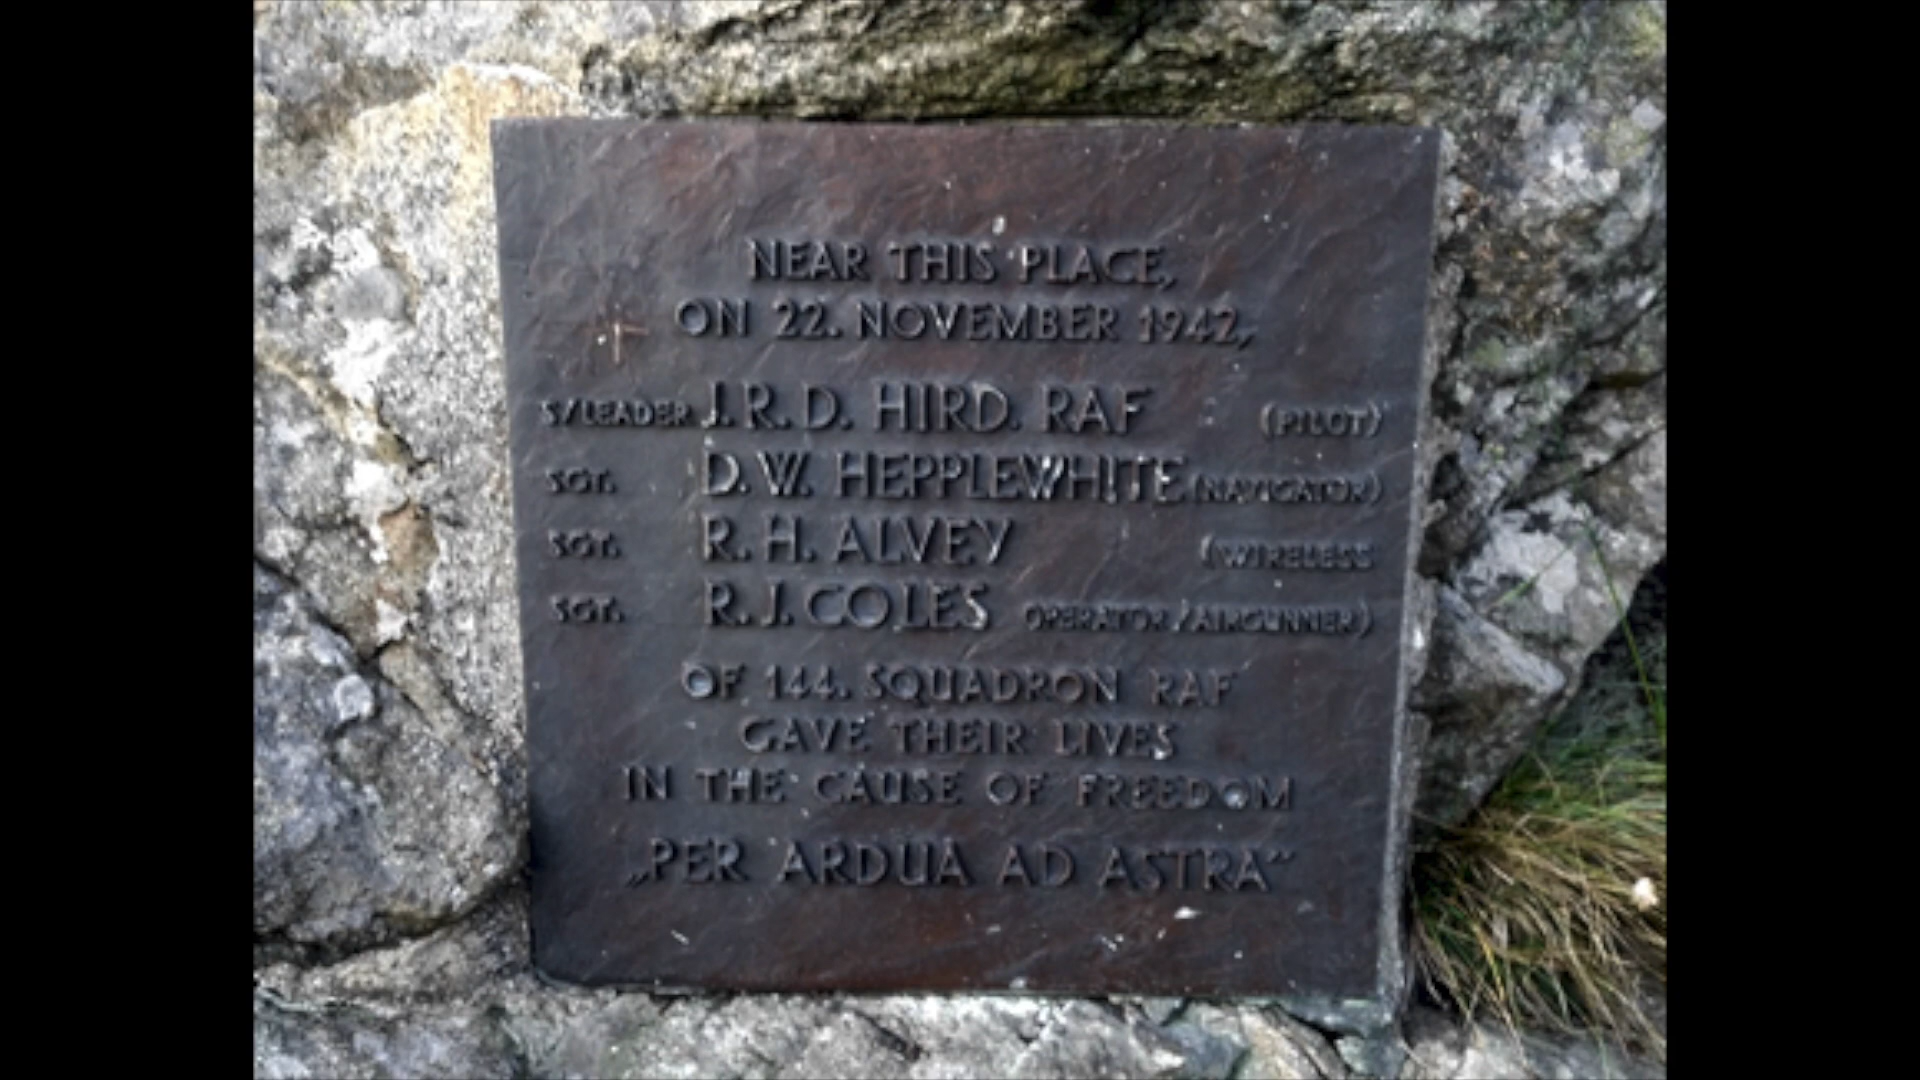 NEAR THIS PLACE,
ON 22. NOVEMBER 1942,
S/LEADER J.R.D. HIRD. RAF (PILOT)
SGT. D.W. HEPPLEWHITE (NAVIGATOR)
SGT. R.H. ALVEY (WIRELESS
SGT. R.J. COLES OPERATOR/AIRGUNNER)
OF 144. SQUADRON RAF
GAVE THEIR LIVES
IN THE CAUSE OF FREEDOM
„PER ARDUA AD ASTRA“